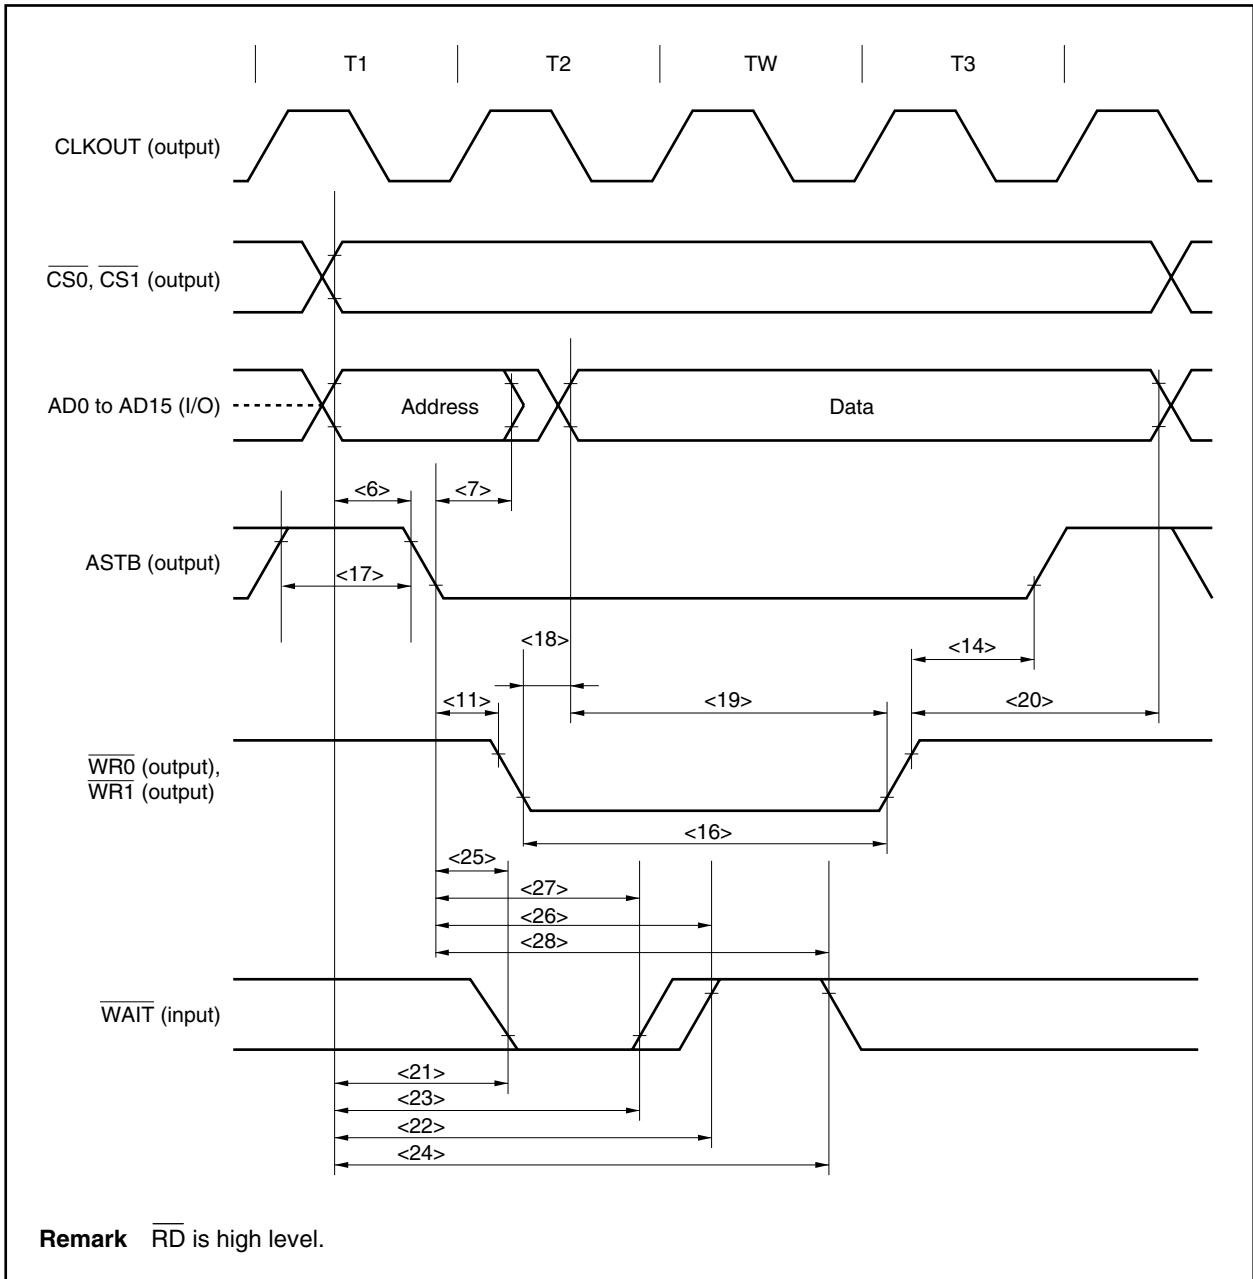 T1 T2 TW T3
CLKOUT (output)
CS0, CS1 (output)
AD0 to AD15 (I/O)
Address
Data
<6>
<7>
ASTB (output)
<17>
<18>
<14>
<11>
<19>
<20>
WR0 (output),
WR1 (output)
<16>
<25>
<27>
<26>
<28>
WAIT (input)
<21>
<23>
<22>
<24>
Remark RD is high level.